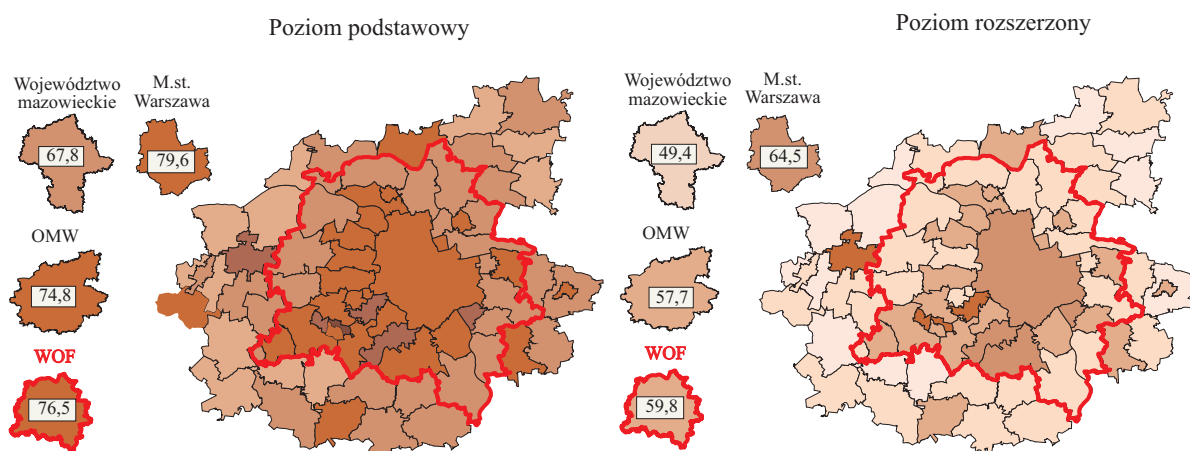 Poziom podstawowy
Województwo
mazowieckie
67,8
M.st.
Warszawa
79,6
OMW
74,8
WOF
76,5
Poziom rozszerzony
Województwo
mazowieckie
49,4
M.st.
Warszawa
64,5
OMW
57,7
WOF
59,8